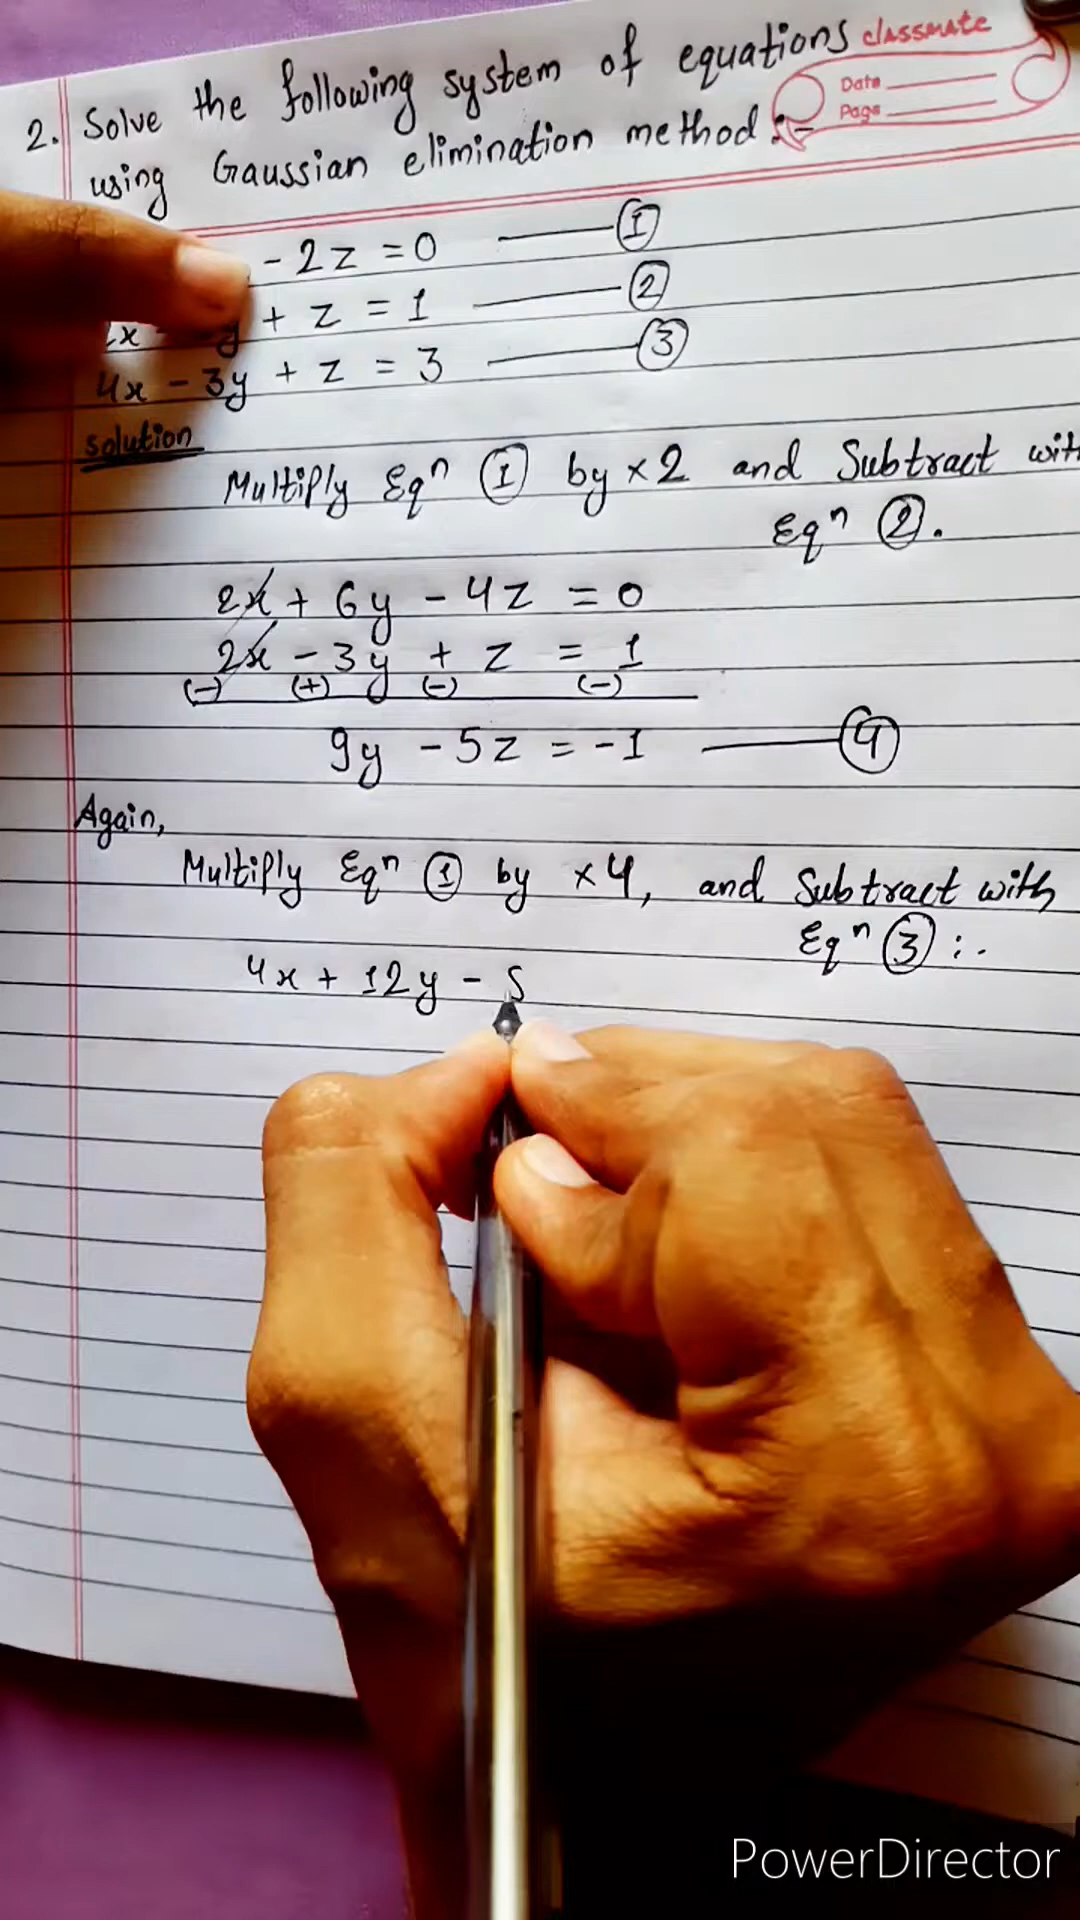 classmate
Date
Page
2. Solve the following system of equations
using Gaussian elimination method :-
- 2z = 0 ①
x - y + z = 1 ②
4x - 3y + z = 3 ③
solution
Multiply Eqⁿ ① by ×2 and Subtract with
Eqⁿ ②.
2x + 6y - 4z = 0
2x - 3y + z = 1
(-) (+) (-) (-)
9y - 5z = -1 ④
Again,
Multiply Eqⁿ ① by ×4, and Subtract with
Eqⁿ ③ :.
4x + 12y -
PowerDirector